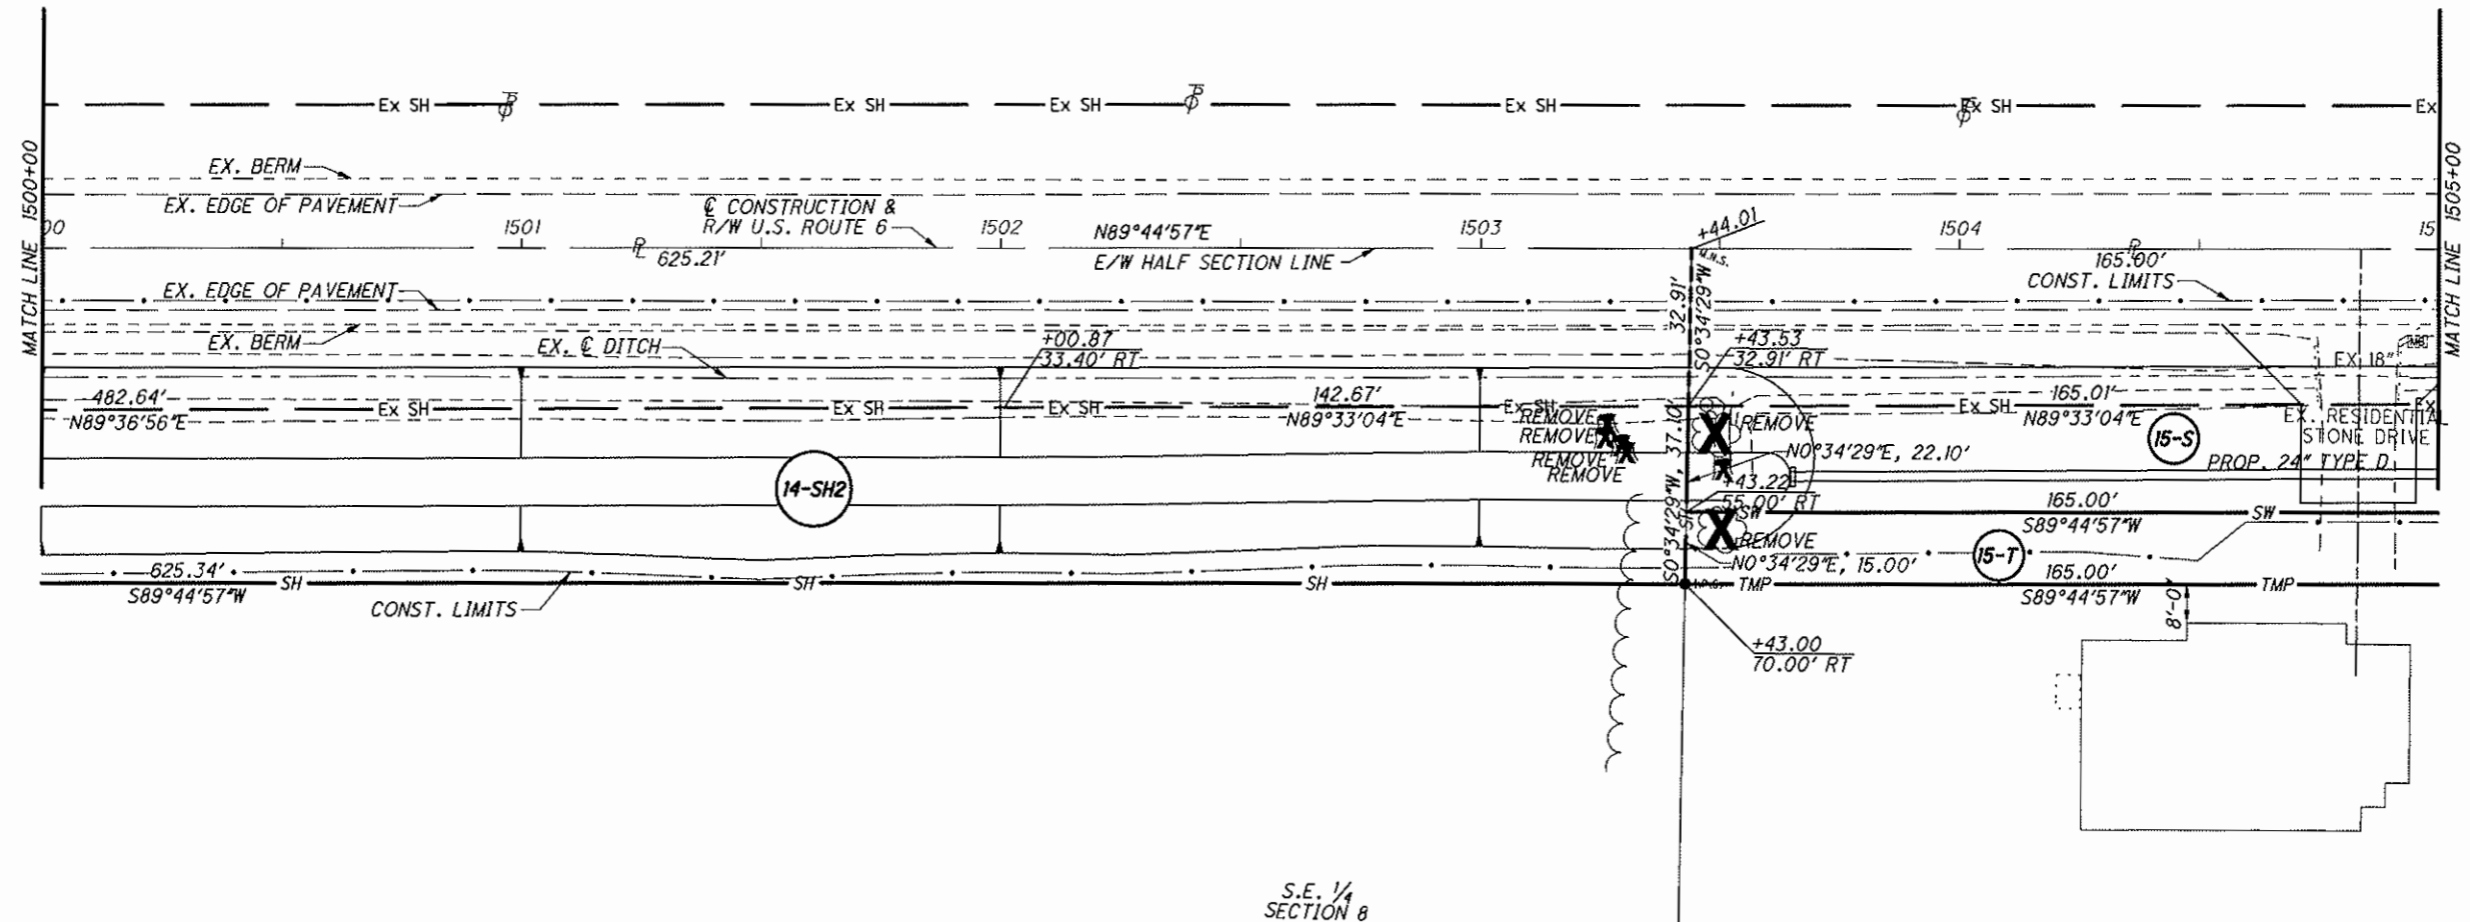 Ex SH
Ex SH
Ex SH
Ex SH
Ex SH
Ex
MATCH LINE 1500+00
MATCH LINE 1505+00
EX. BERM
EX. EDGE OF PAVEMENT
℄ CONSTRUCTION &
R/W U.S. ROUTE 6
00
1501
1502
1503
1504
15
N89°44'57"E
E/W HALF SECTION LINE
625.21'
+44.01
M.N.S.
165.00'
CONST. LIMITS
EX. EDGE OF PAVEMENT
EX. BERM
EX. ℄ DITCH
32.91'
S0°34'29"W
+00.87
33.40' RT
+43.53
32.91' RT
EX 18"
482.64'
N89°36'56"E
Ex SH
Ex SH
Ex SH
142.67'
N89°33'04"E
Ex SH
165.01'
Ex SH
N89°33'04"E
Ex
EX. RESIDENTIAL
STONE DRIVE
REMOVE
REMOVE
REMOVE
REMOVE
REMOVE
15-S
N0°34'29"E, 22.10'
PROP. 24" TYPE D
14-SH2
S0°34'29"W, 37.10'
SH
+43.22
55.00' RT
SW
165.00'
S89°44'57"W
SW
REMOVE
15-T
N0°34'29"E, 15.00'
625.34'
S89°44'57"W
SH
SH
SH
CONST. LIMITS
TMP
165.00'
S89°44'57"W
TMP
8'-0"
+43.00
70.00' RT
S.E. 1/4
SECTION 8